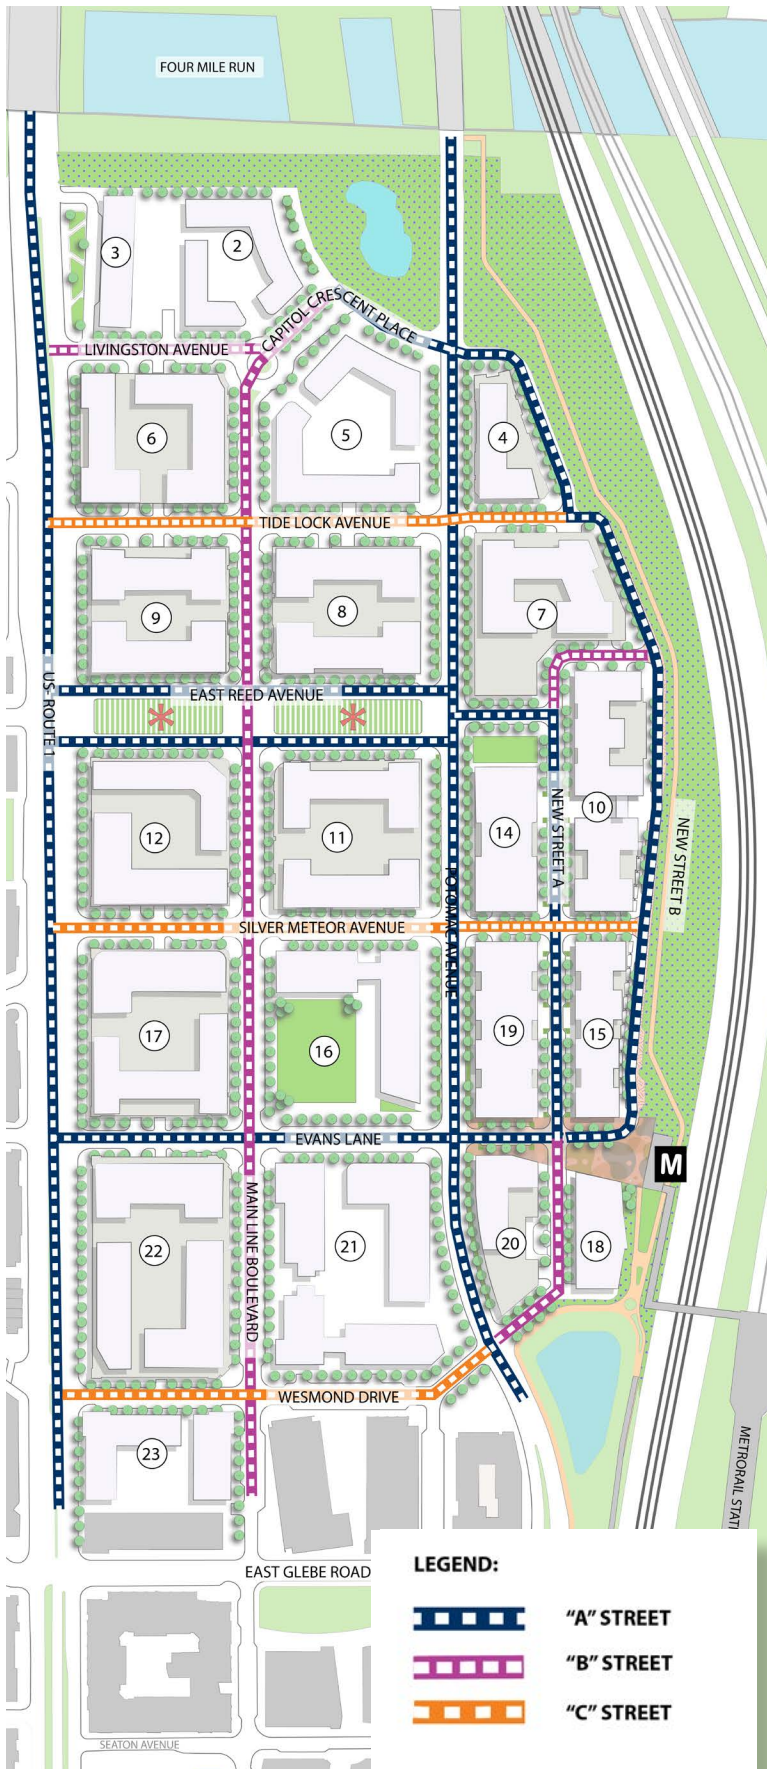 FOUR MILE RUN
3
2
CAPITOL CRESCENT PLACE
LIVINGSTON AVENUE
6
5
4
TIDE LOCK AVENUE
9
8
7
US- ROUTE 1
EAST REED AVENUE
12
11
14
NEW STREET A
10
NEW STREET B
POTOMAC AVENUE
SILVER METEOR AVENUE
17
16
19
15
EVANS LANE
M
22
MAIN LINE BOULEVARD
21
20
18
WESMOND DRIVE
23
METRORAIL STATI
EAST GLEBE ROAD
SEATON AVENUE
LEGEND:
“A” STREET
“B” STREET
“C” STREET